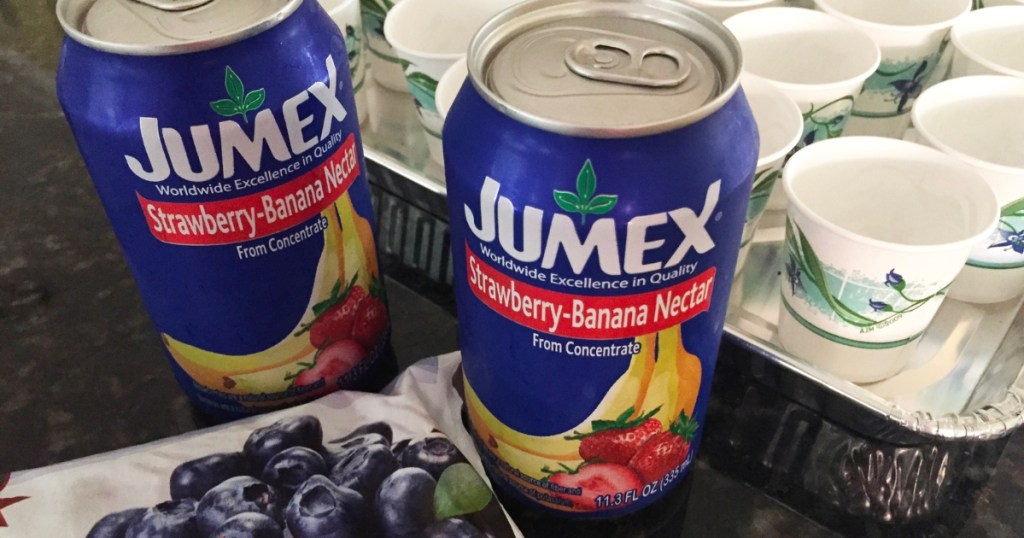 JUMEX
Worldwide Excellence in Quality
Strawberry-Banana Nectar
From Concentrate
JUMEX
Worldwide Excellence in Quality
Strawberry-Banana Nectar
From Concentrate
11.3 FL OZ